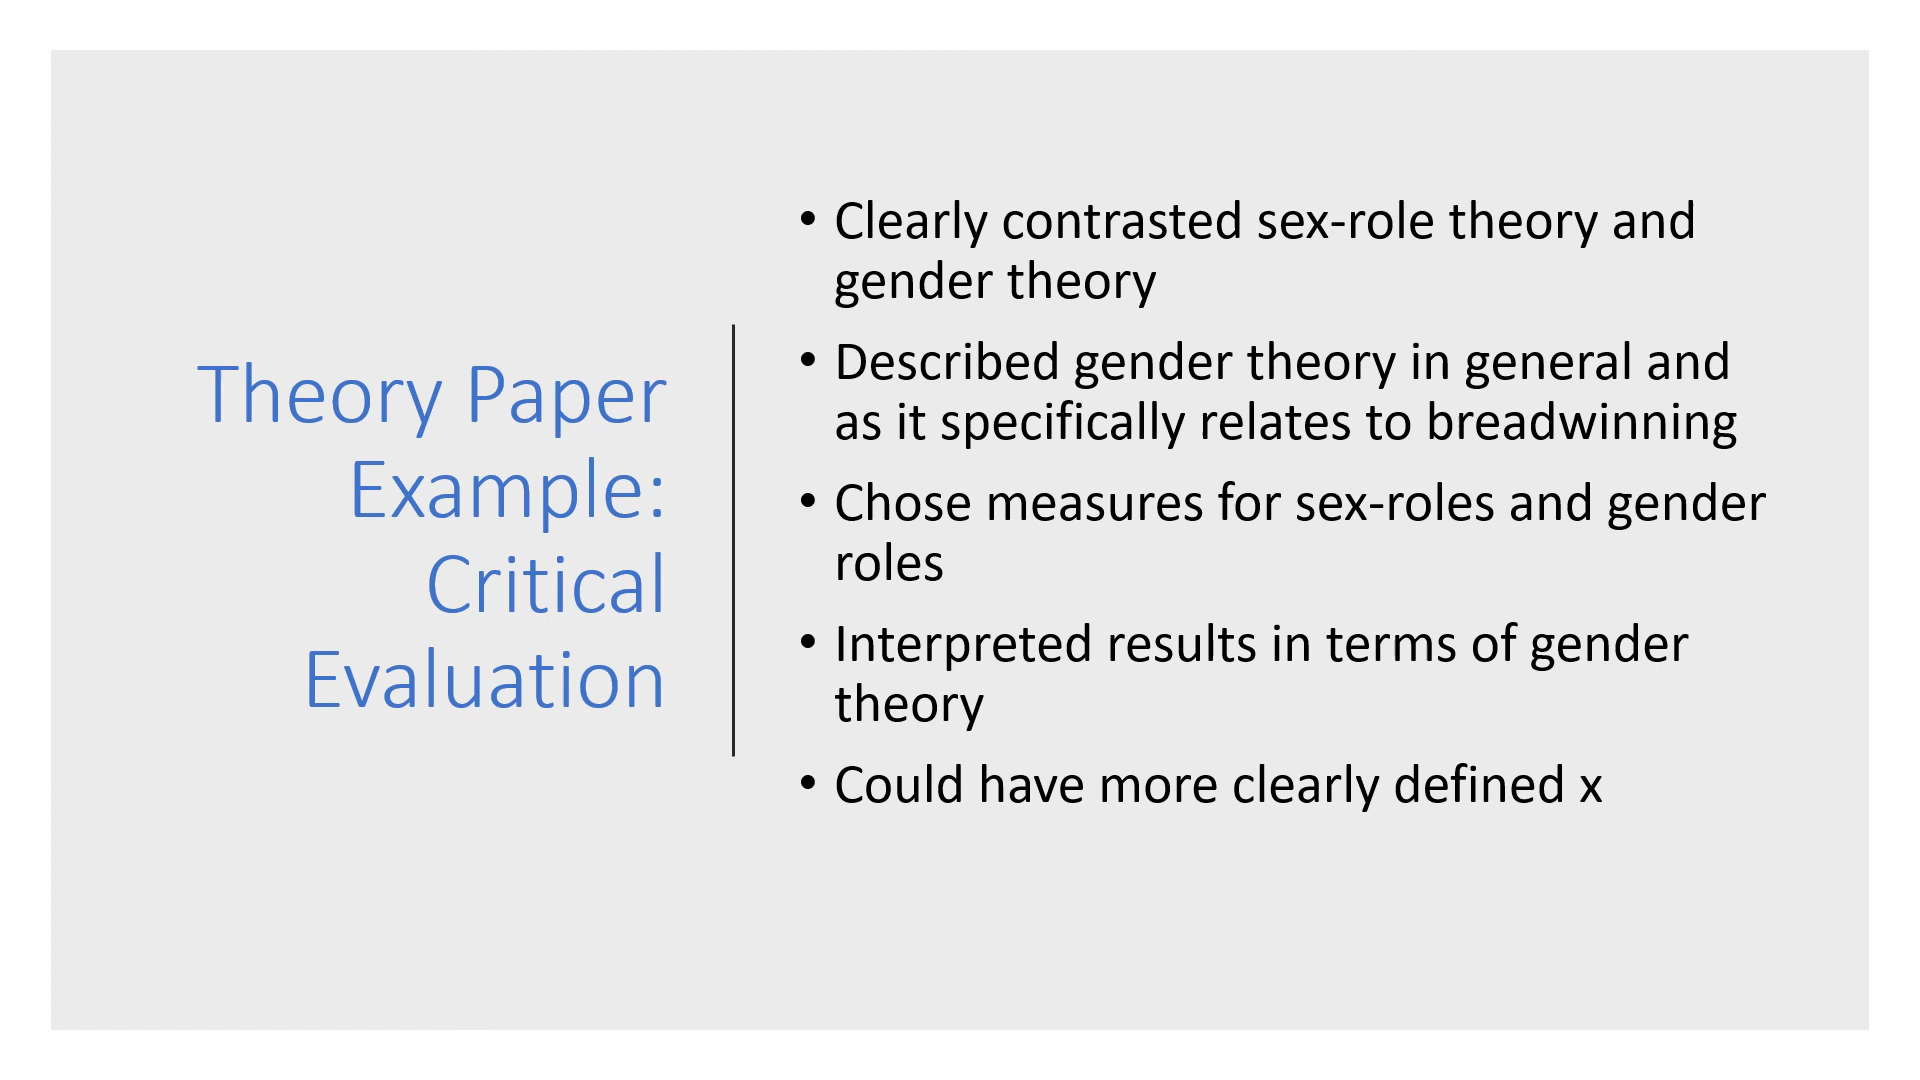 Theory Paper
Example:
Critical
Evaluation
• Clearly contrasted sex-role theory and
gender theory
• Described gender theory in general and
as it specifically relates to breadwinning
• Chose measures for sex-roles and gender
roles
• Interpreted results in terms of gender
theory
• Could have more clearly defined x